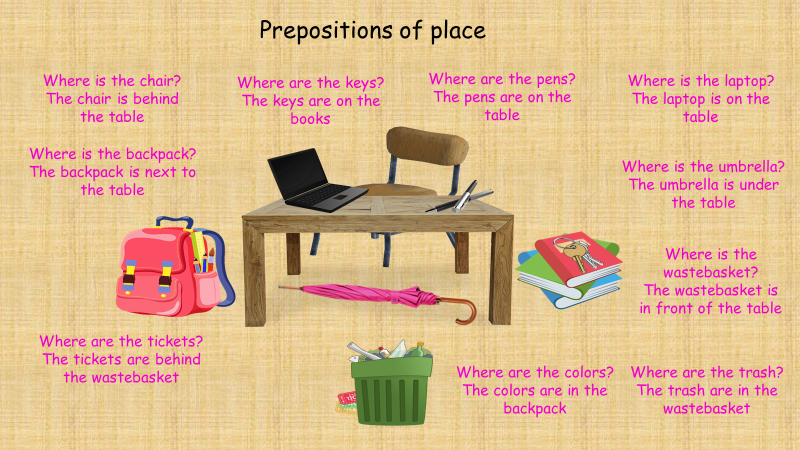 Prepositions of place
Where is the chair?
The chair is behind
the table
Where are the keys?
The keys are on the
books
Where are the pens?
The pens are on the
table
Where is the laptop?
The laptop is on the
table
Where is the backpack?
The backpack is next to
the table
Where is the umbrella?
The umbrella is under
the table
Where is the
wastebasket?
The wastebasket is
in front of the table
Where are the tickets?
The tickets are behind
the wastebasket
Where are the colors?
The colors are in the
backpack
Where are the trash?
The trash are in the
wastebasket